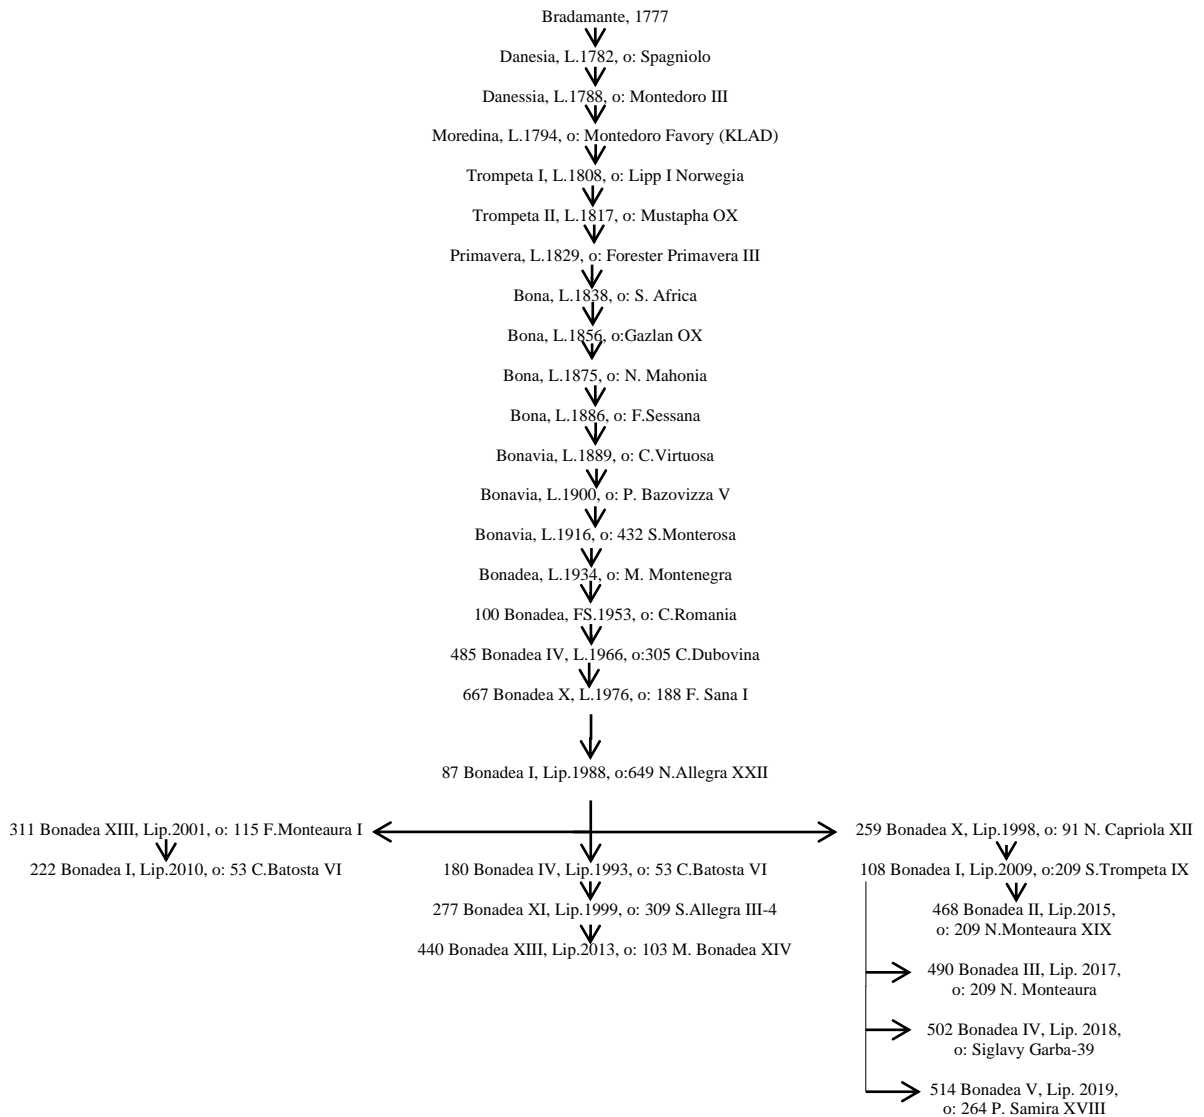 Bradamante, 1777
Danesia, L.1782, o: Spagniolo
Danessia, L.1788, o: Montedoro III
Moredina, L.1794, o: Montedoro Favory (KLAD)
Trompeta I, L.1808, o: Lipp I Norwegia
Trompeta II, L.1817, o: Mustapha OX
Primavera, L.1829, o: Forester Primavera III
Bona, L.1838, o: S. Africa
Bona, L.1856, o:Gazlan OX
Bona, L.1875, o: N. Mahonia
Bona, L.1886, o: F.Sessana
Bonavia, L.1889, o: C.Virtuosa
Bonavia, L.1900, o: P. Bazovizza V
Bonavia, L.1916, o: 432 S.Monterosa
Bonadea, L.1934, o: M. Montenegra
100 Bonadea, FS.1953, o: C.Romania
485 Bonadea IV, L.1966, o:305 C.Dubovina
667 Bonadea X, L.1976, o: 188 F. Sana I
87 Bonadea I, Lip.1988, o:649 N.Allegra XXII
311 Bonadea XIII, Lip.2001, o: 115 F.Monteaura I
222 Bonadea I, Lip.2010, o: 53 C.Batosta VI
180 Bonadea IV, Lip.1993, o: 53 C.Batosta VI
277 Bonadea XI, Lip.1999, o: 309 S.Allegra III-4
440 Bonadea XIII, Lip.2013, o: 103 M. Bonadea XIV
259 Bonadea X, Lip.1998, o: 91 N. Capriola XII
108 Bonadea I, Lip.2009, o:209 S.Trompeta IX
468 Bonadea II, Lip.2015,
o: 209 N.Monteaura XIX
490 Bonadea III, Lip. 2017,
o: 209 N. Monteaura
502 Bonadea IV, Lip. 2018,
o: Siglavy Garba-39
514 Bonadea V, Lip. 2019,
o: 264 P. Samira XVIII